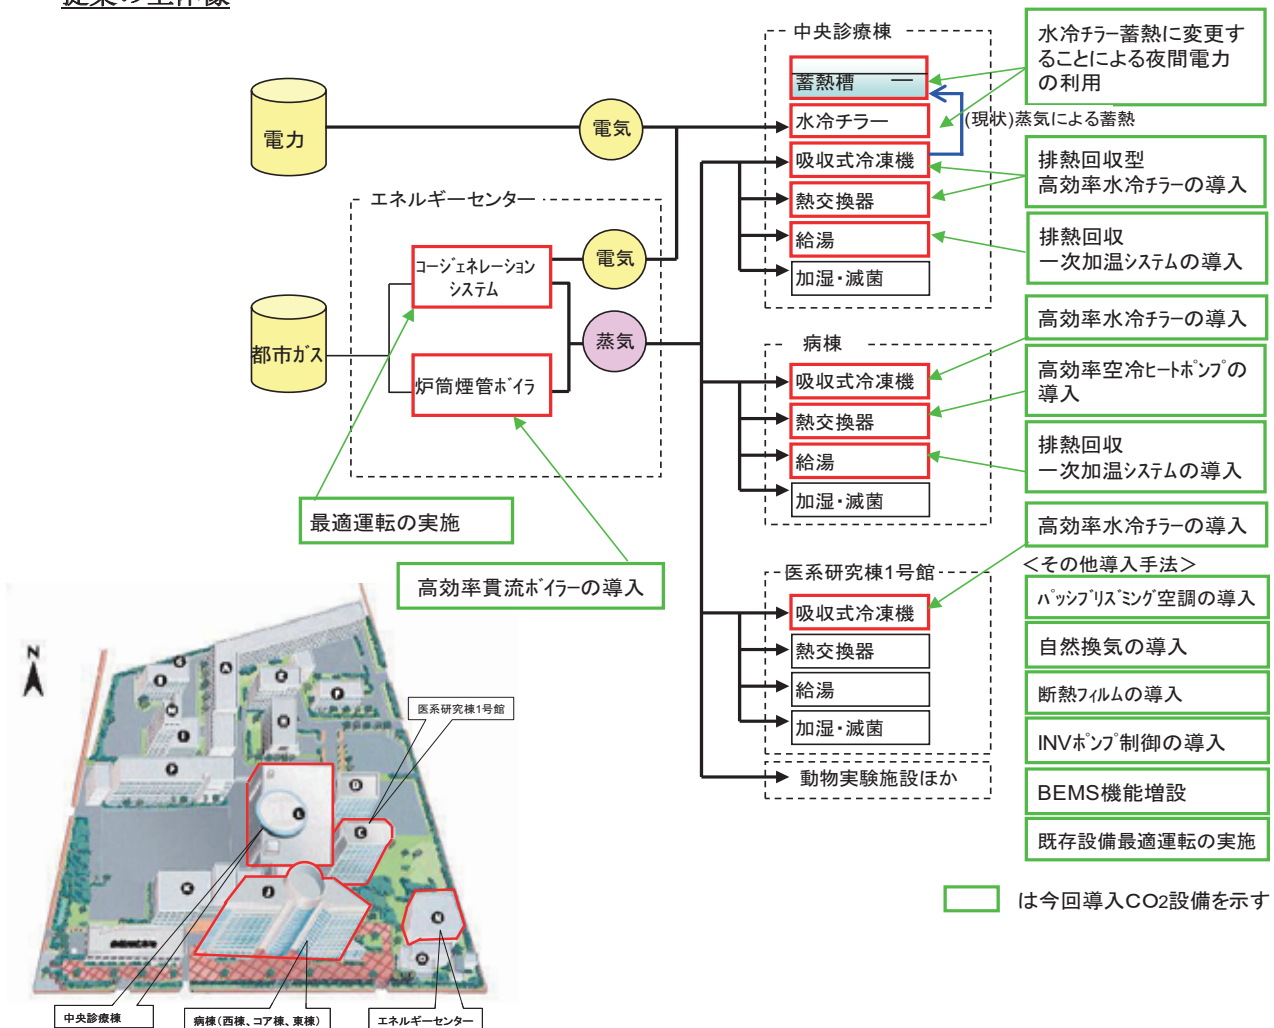 提案の全体像
電力
電気
エネルギーセンター
コージェネレーション
システム
電気
都市ガス
蒸気
炉筒煙管ボイラ
最適運転の実施
高効率貫流ボイラーの導入
中央診療棟
蓄熱槽
水冷チラー
(現状)蒸気による蓄熱
吸収式冷凍機
熱交換器
給湯
加湿・滅菌
病棟
吸収式冷凍機
熱交換器
給湯
加湿・滅菌
医系研究棟1号館
吸収式冷凍機
熱交換器
給湯
加湿・滅菌
動物実験施設ほか
水冷チラー蓄熱に変更す
ることによる夜間電力
の利用
排熱回収型
高効率水冷チラーの導入
排熱回収
一次加温システムの導入
高効率水冷チラーの導入
高効率空冷ヒートポンプの
導入
排熱回収
一次加温システムの導入
高効率水冷チラーの導入
＜その他導入手法＞
パッシブリズミング空調の導入
自然換気の導入
断熱フィルムの導入
INVポンプ制御の導入
BEMS機能増設
既存設備最適運転の実施
は今回導入CO2設備を示す
N
医系研究棟1号館
中央診療棟
病棟(西棟、コア棟、東棟)
エネルギーセンター